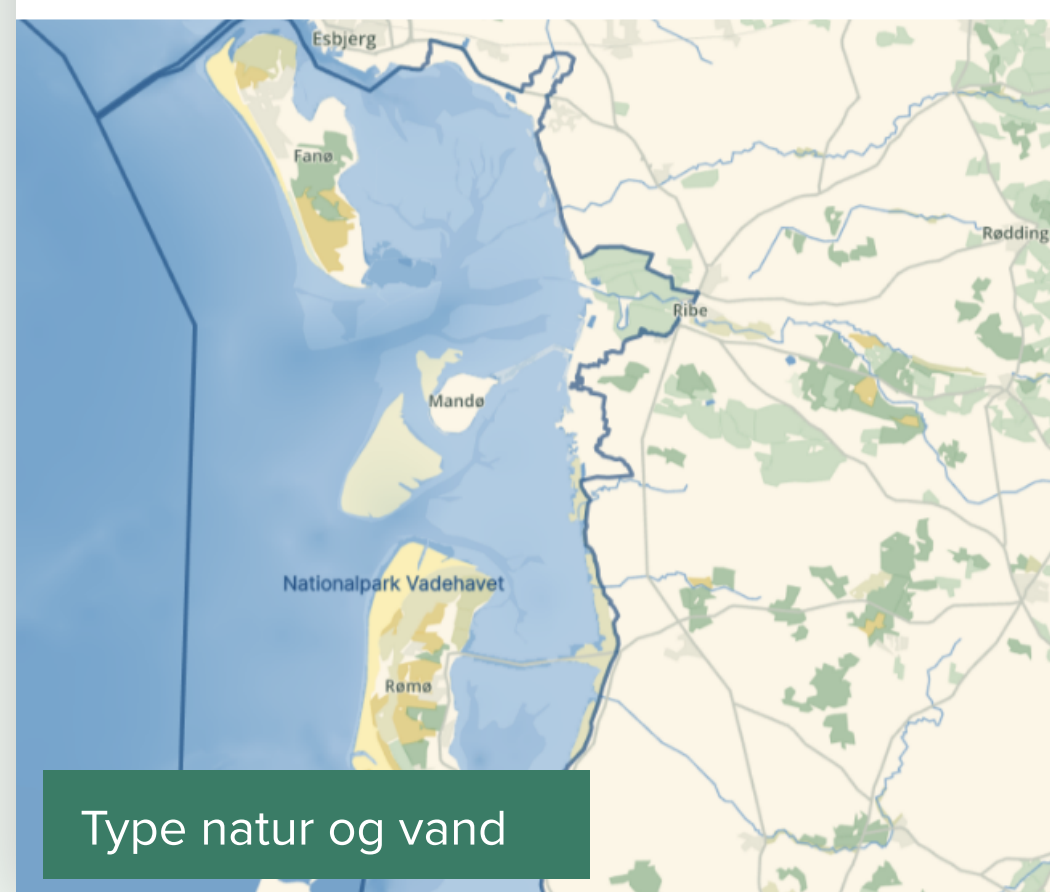 Esbjerg
Fanø
Rødding
Ribe
Mandø
Nationalpark Vadehavet
Rømø
Type natur og vand